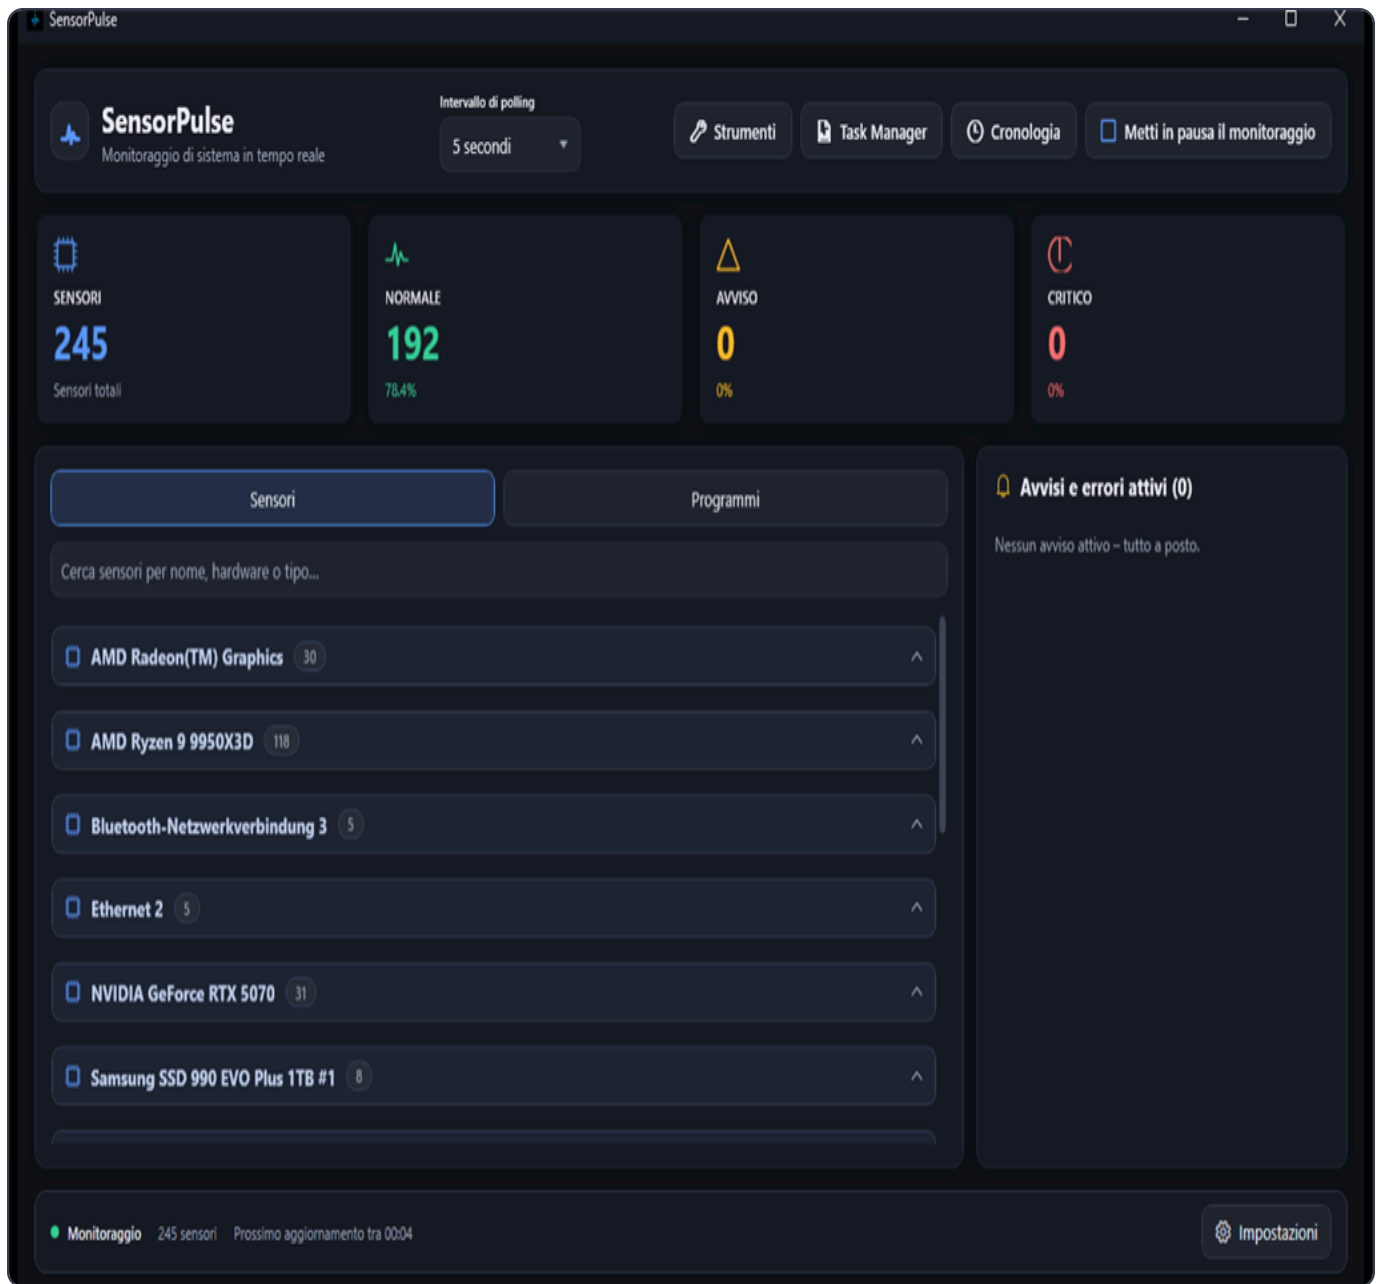 SensorPulse
SensorPulse
Monitoraggio di sistema in tempo reale
Intervallo di polling
5 secondi
Strumenti
Task Manager
Cronologia
Metti in pausa il monitoraggio
SENSORI
245
Sensori totali
NORMALE
192
78.4%
AVVISO
0
0%
CRITICO
0
0%
Sensori
Programmi
Cerca sensori per nome, hardware o tipo...
AMD Radeon(TM) Graphics 30
AMD Ryzen 9 9950X3D 118
Bluetooth-Netzwerkverbindung 3 5
Ethernet 2 5
NVIDIA GeForce RTX 5070 31
Samsung SSD 990 EVO Plus 1TB #1 8
Avvisi e errori attivi (0)
Nessun avviso attivo – tutto a posto.
Monitoraggio 245 sensori Prossimo aggiornamento tra 00:04
Impostazioni